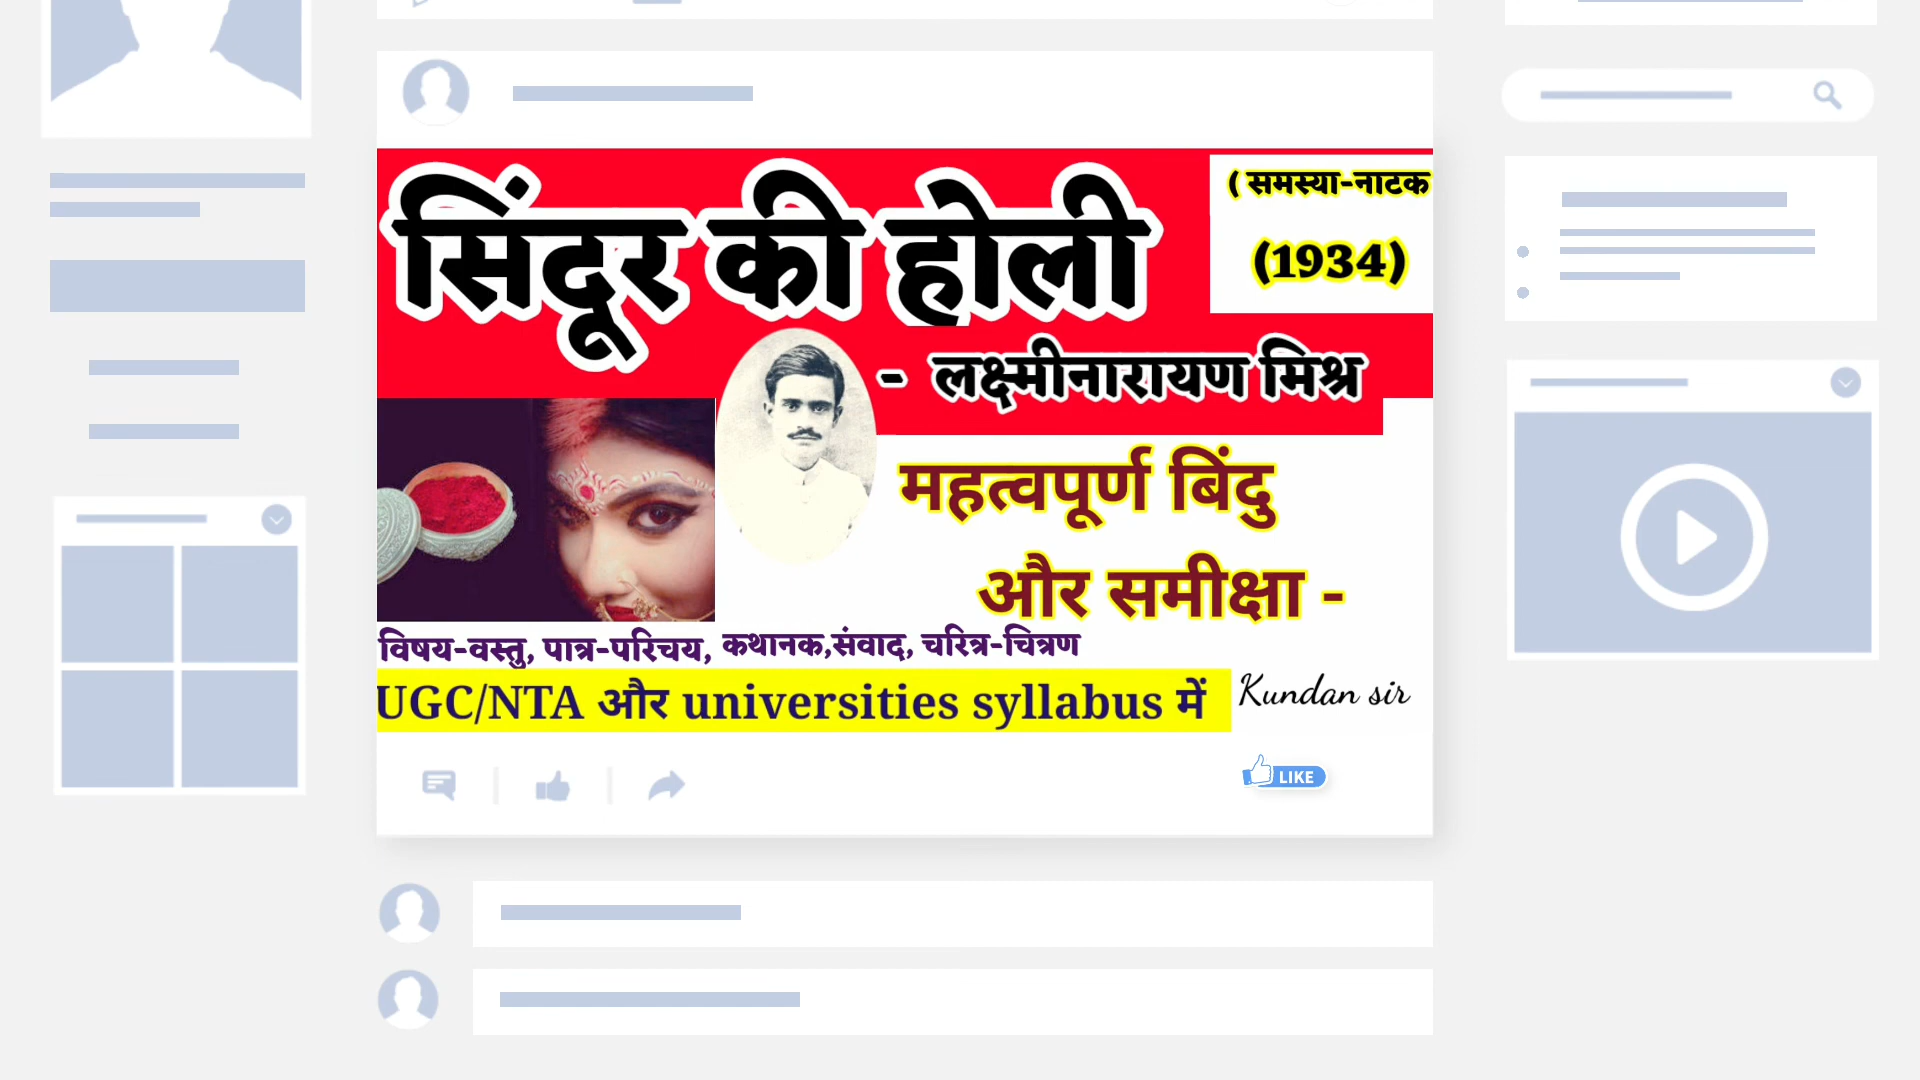 सिंदूर की होली
( समस्या-नाटक
(1934)
- लक्ष्मीनारायण मिश्र
महत्वपूर्ण बिंदु
और समीक्षा -
विषय-वस्तु, पात्र-परिचय, कथानक,संवाद, चरित्र-चित्रण
UGC/NTA और universities syllabus में
Kundan sir
LIKE